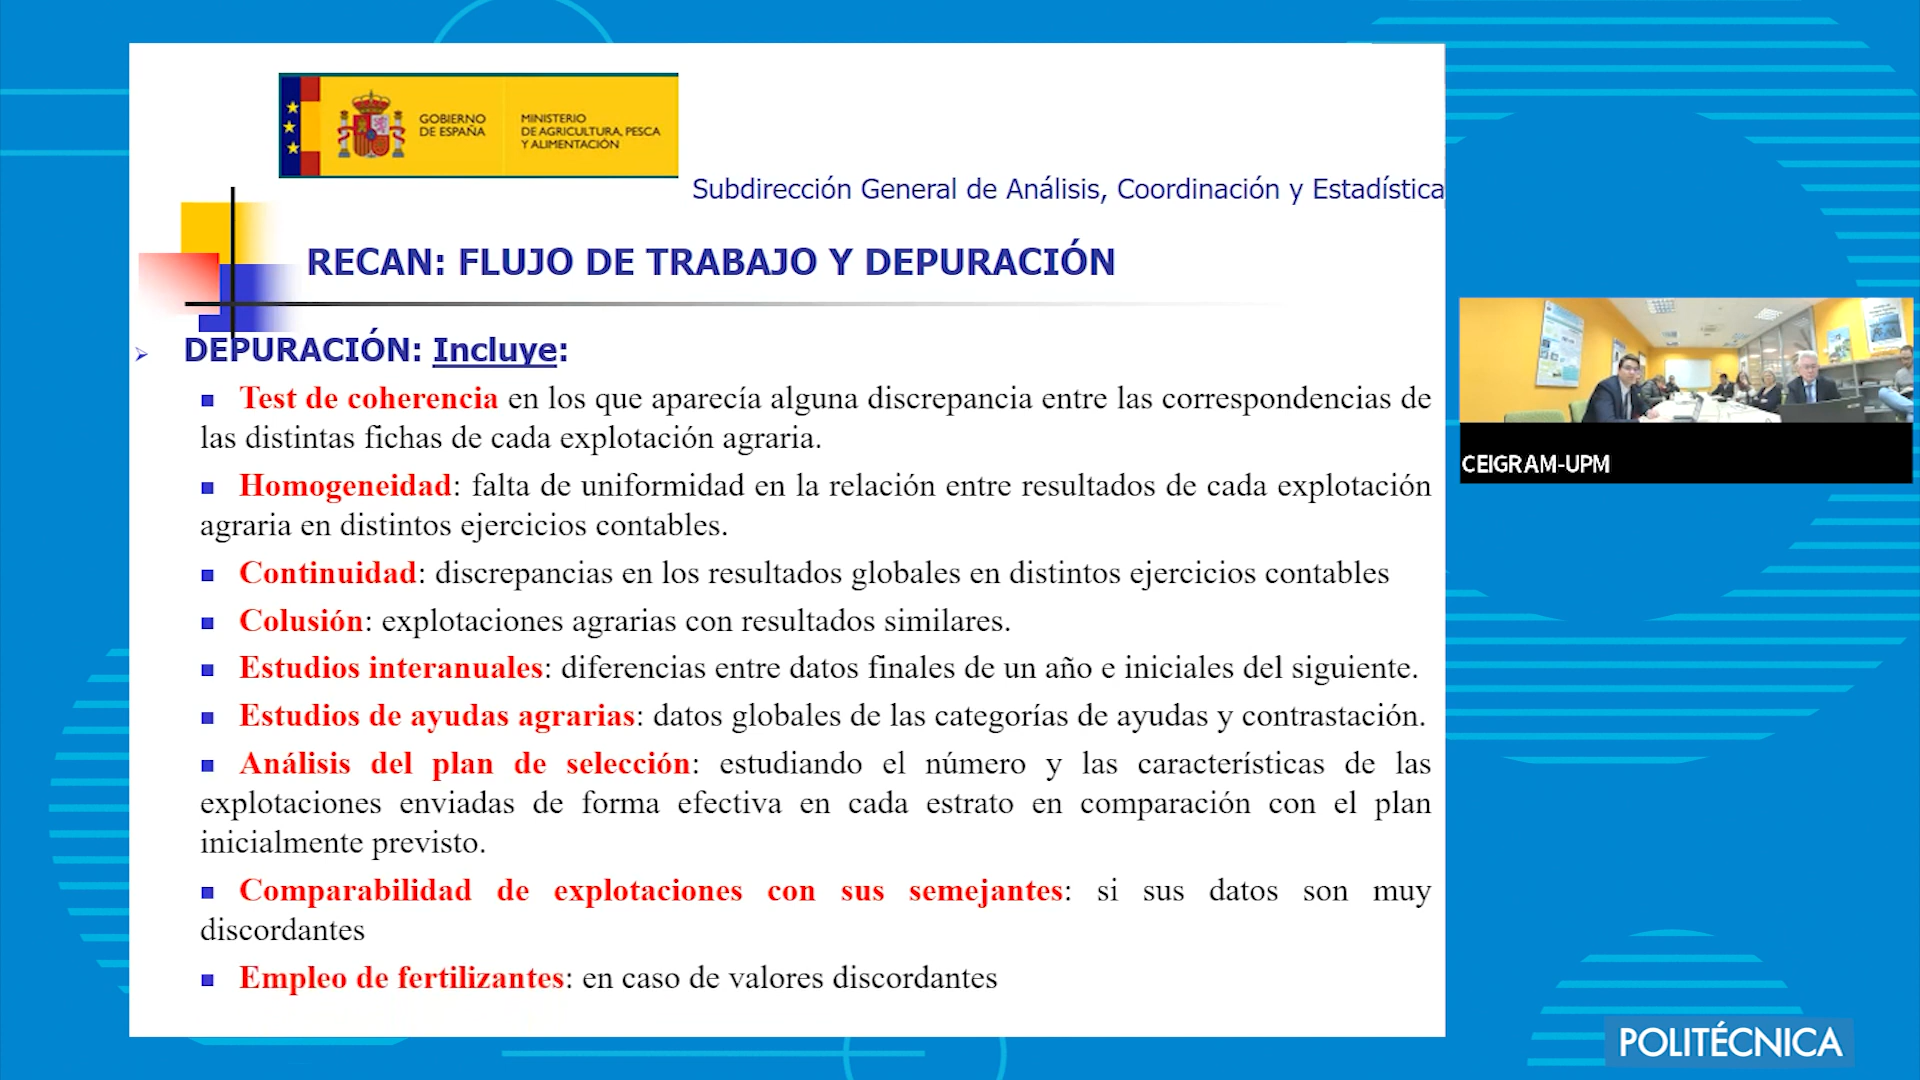 GOBIERNO
DE ESPAÑA
MINISTERIO
DE AGRICULTURA, PESCA
Y ALIMENTACIÓN
Subdirección General de Análisis, Coordinación y Estadística
RECAN: FLUJO DE TRABAJO Y DEPURACIÓN
DEPURACIÓN: Incluye:
Test de coherencia en los que aparecía alguna discrepancia entre las correspondencias de
las distintas fichas de cada explotación agraria.
Homogeneidad: falta de uniformidad en la relación entre resultados de cada explotación
agraria en distintos ejercicios contables.
Continuidad: discrepancias en los resultados globales en distintos ejercicios contables
Colusión: explotaciones agrarias con resultados similares.
Estudios interanuales: diferencias entre datos finales de un año e iniciales del siguiente.
Estudios de ayudas agrarias: datos globales de las categorías de ayudas y contrastación.
Análisis del plan de selección: estudiando el número y las características de las
explotaciones enviadas de forma efectiva en cada estrato en comparación con el plan
inicialmente previsto.
Comparabilidad de explotaciones con sus semejantes: si sus datos son muy
discordantes
Empleo de fertilizantes: en caso de valores discordantes
CEIGRAM-UPM
POLITÉCNICA